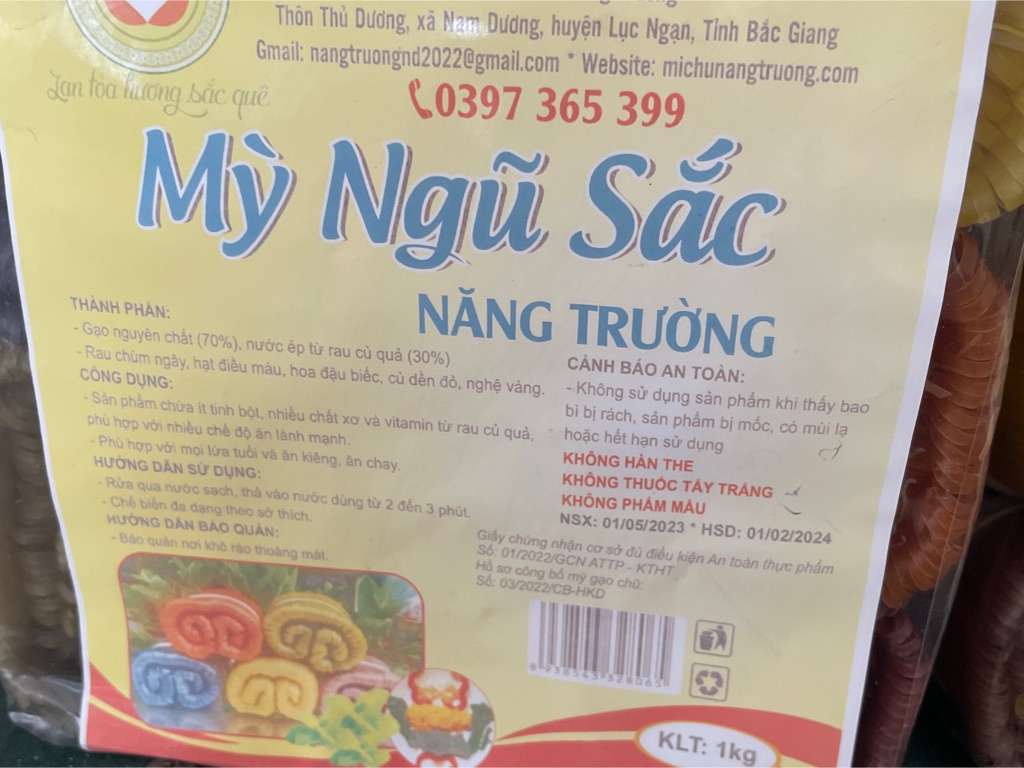 Thôn Thủ Dương, xã Nam Dương, huyện Lục Ngạn, Tỉnh Bắc Giang
Gmail: nangtruongnd2022@gmail.com * Website: michunangtruong.com
Lan tỏa hương sắc quê
0397 365 399
Mỳ Ngũ Sắc
NĂNG TRƯỜNG
THÀNH PHẦN:
- Gạo nguyên chất (70%), nước ép từ rau củ quả (30%)
- Rau chùm ngây, hạt điều màu, hoa đậu biếc, củ dền đỏ, nghệ vàng.
CÔNG DỤNG:
- Sản phẩm chứa ít tinh bột, nhiều chất xơ và vitamin từ rau củ quả,
phù hợp với nhiều chế độ ăn lành mạnh.
- Phù hợp với mọi lứa tuổi và ăn kiêng, ăn chay.
HƯỚNG DẪN SỬ DỤNG:
- Rửa qua nước sạch, thả vào nước dùng từ 2 đến 3 phút.
- Chế biến đa dạng theo sở thích.
HƯỚNG DẪN BẢO QUẢN:
- Bảo quản nơi khô ráo thoáng mát.
CẢNH BÁO AN TOÀN:
- Không sử dụng sản phẩm khi thấy bao
bì bị rách, sản phẩm bị mốc, có mùi lạ
hoặc hết hạn sử dụng
KHÔNG HÀN THE
KHÔNG THUỐC TẨY TRẮNG
KHÔNG PHẨM MÀU
NSX: 01/05/2023 * HSD: 01/02/2024
Giấy chứng nhận cơ sở đủ điều kiện An toàn thực phẩm
Số: 01/2022/GCN ATTP - KTHT
Hồ sơ công bố mỳ gạo chũ:
Số: 03/2022/CB-HKD
8 938543 328065
KLT: 1kg